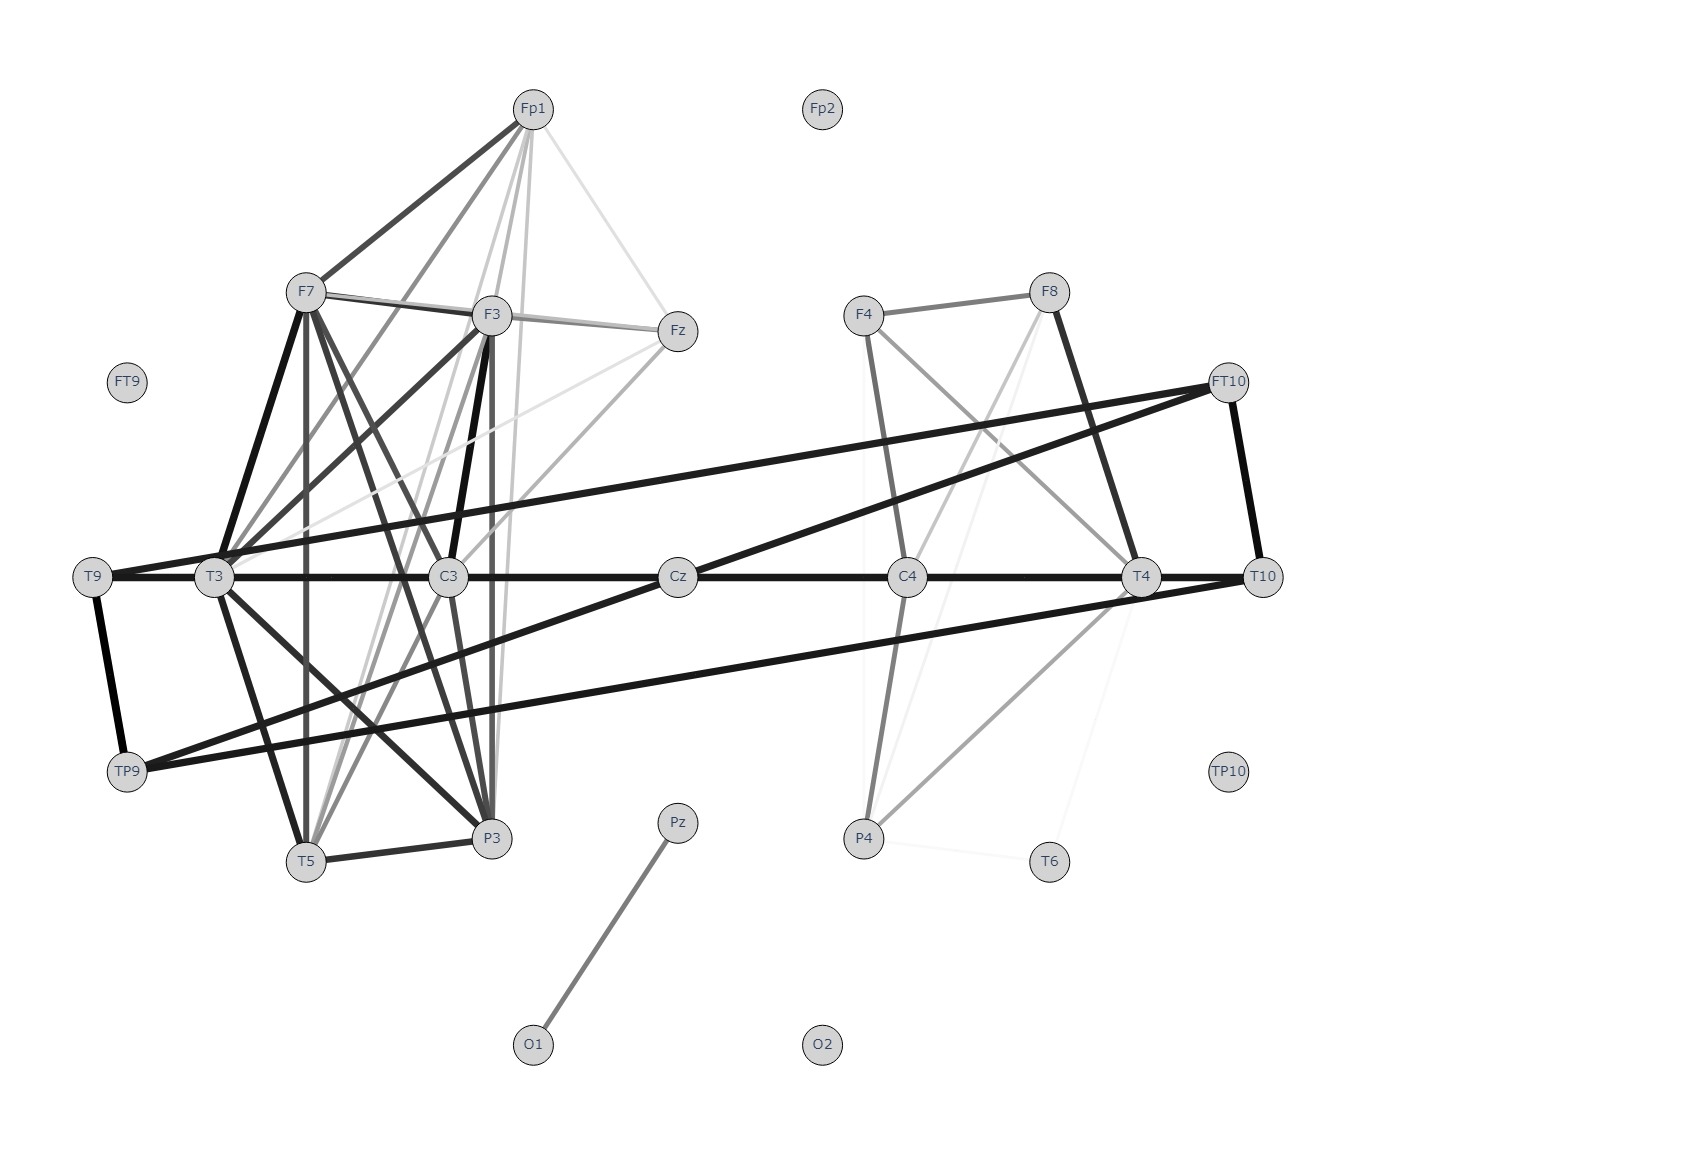 Fp1 Fp2
F7 F3 Fz F4 F8
FT9 FT10
T9 T3 C3 Cz C4 T4 T10
TP9 TP10
T5 P3 Pz P4 T6
O1 O2